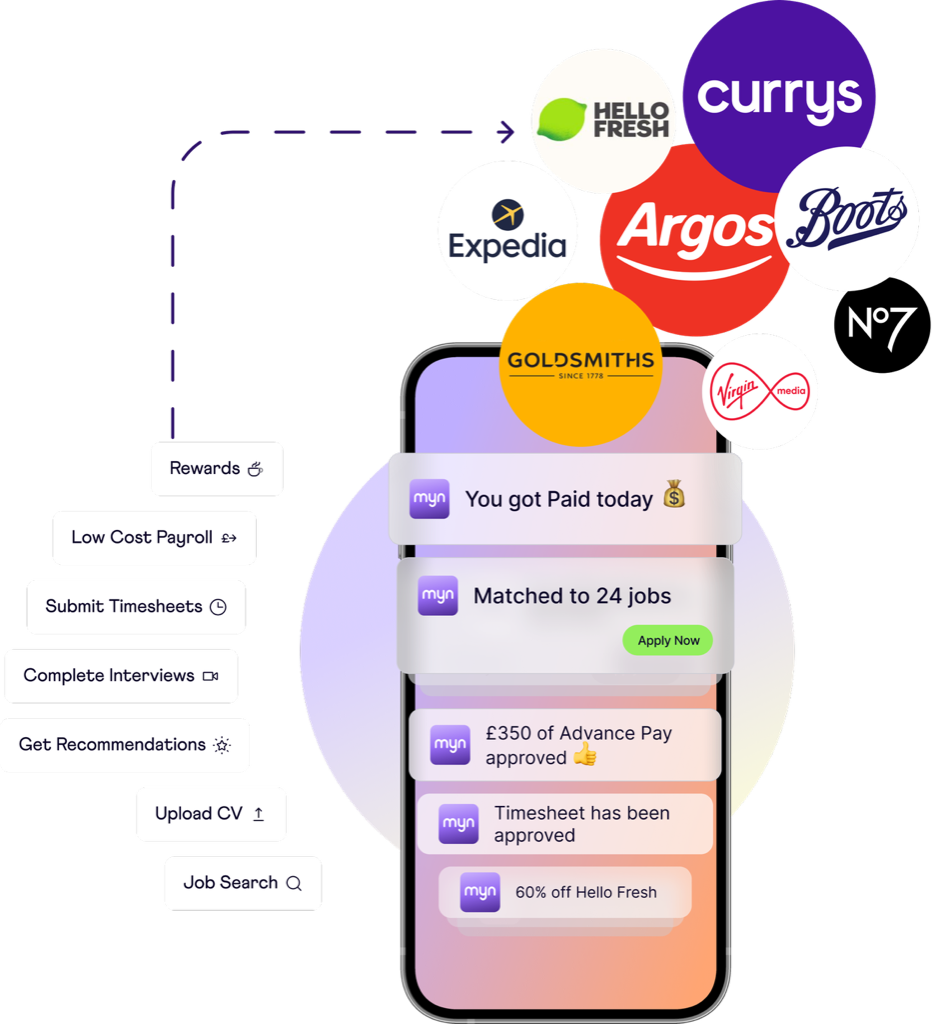 currys
HELLO
FRESH
Argos
Boots
Expedia
No7
GOLDSMITHS
SINCE 1778
Virgin media
Rewards
Low Cost Payroll £→
Submit Timesheets
Complete Interviews
Get Recommendations
Upload CV
Job Search
myn
You got Paid today 💰
myn
Matched to 24 jobs
Apply Now
myn
£350 of Advance Pay
approved 👍
myn
Timesheet has been
approved
myn
60% off Hello Fresh